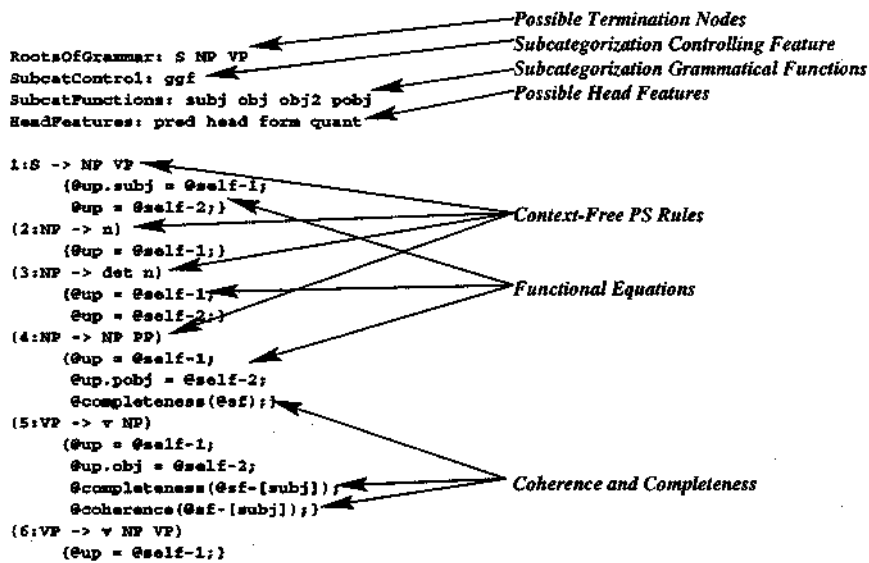 Possible Termination Nodes
RootsOfGrammar: S NP VP
Subcategorization Controlling Feature
SubcatControl: ggf
Subcategorization Grammatical Functions
SubcatFunctions: subj obj obj2 pobj
Possible Head Features
HeadFeatures: pred head form quant
1:S -> NP VP
{@up.subj = @self-1;
@up = @self-2;}
Context-Free PS Rules
(2:NP -> n)
{@up = @self-1;}
(3:NP -> det n)
{@up = @self-1;
Functional Equations
@up = @self-2;}
(4:NP -> NP PP)
{@up = @self-1;
@up.pobj = @self-2;
@completeness(@sf);}
(5:VP -> v NP)
{@up = @self-1;
@up.obj = @self-2;
@completeness(@sf-[subj]);
Coherence and Completeness
@coherence(@sf-[subj]);}
(6:VP -> v NP VP)
{@up = @self-1;}